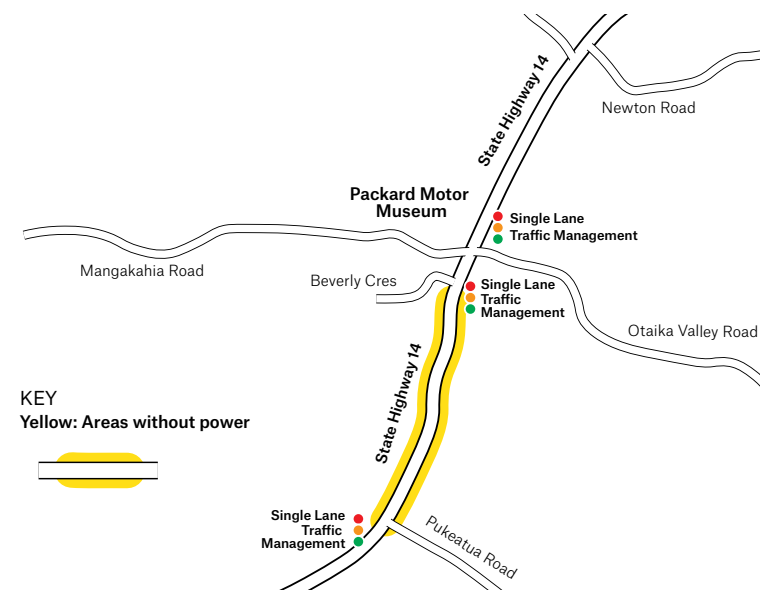 State Highway 14
Newton Road
Packard Motor
Museum
Single Lane
Traffic Management
Mangakahia Road
Beverly Cres
Single Lane
Traffic
Management
Otaika Valley Road
State Highway 14
KEY
Yellow: Areas without power
Single Lane
Traffic
Management
Pukeatua Road